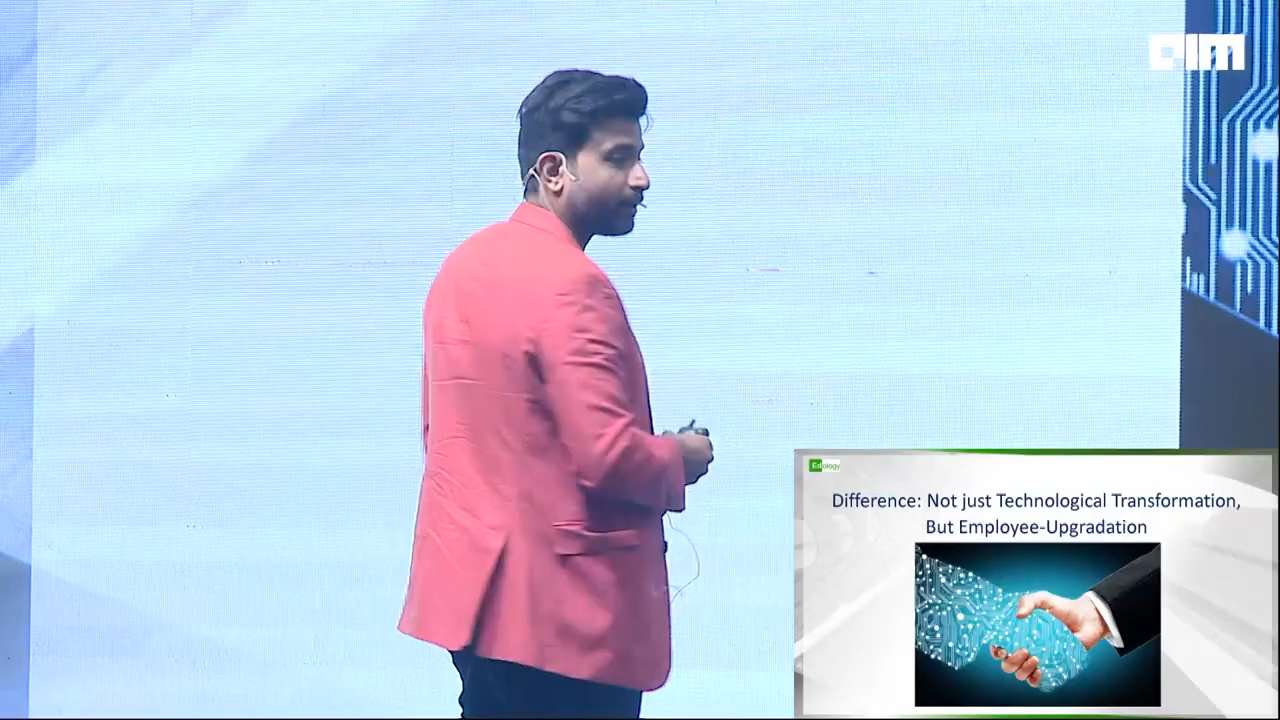 AIM
Edology
Difference: Not just Technological Transformation,
But Employee-Upgradation